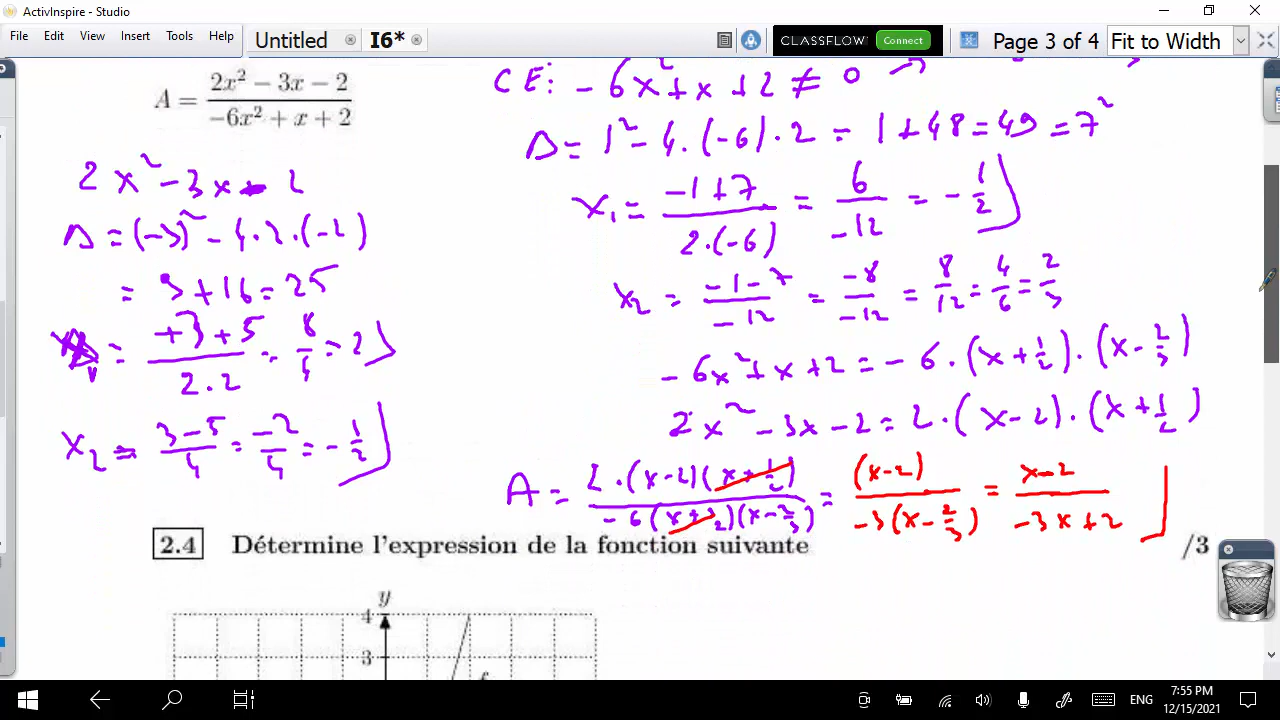 ActivInspire - Studio
File Edit View Insert Tools Help
Untitled I6*
CLASSFLOW Connect
Page 3 of 4 Fit to Width
A = (2x² − 3x − 2)/(−6x² + x + 2)
CE: −6x² + x + 2 ≠ 0
Δ = 1² − 4·(−6)·2 = 1 + 48 = 49 = 7²
x₁ = (−1+7)/(2·(−6)) = 6/−12 = −1/2
x₂ = (−1−7)/−12 = −8/−12 = 8/12 = 4/6 = 2/3
−6x² + x + 2 = −6·(x + 1/2)·(x − 2/3)
2x² − 3x − 2 = 2·(x − 2)·(x + 1/2)
2x² − 3x − 2
Δ = (−3)² − 4·2·(−2)
= 9 + 16 = 25
= (+3+5)/(2·2) = 8/4 = 2
x₂ = (3−5)/4 = −2/4 = −1/2
A = (2·(x−2)(x+1/2))/(−6(x+1/2)(x−2/3)) = (x−2)/(−3(x−2/3)) = (x−2)/(−3x+2)
2.4 Détermine l'expression de la fonction suivante /3
y
4
3
ENG
7:55 PM
12/15/2021